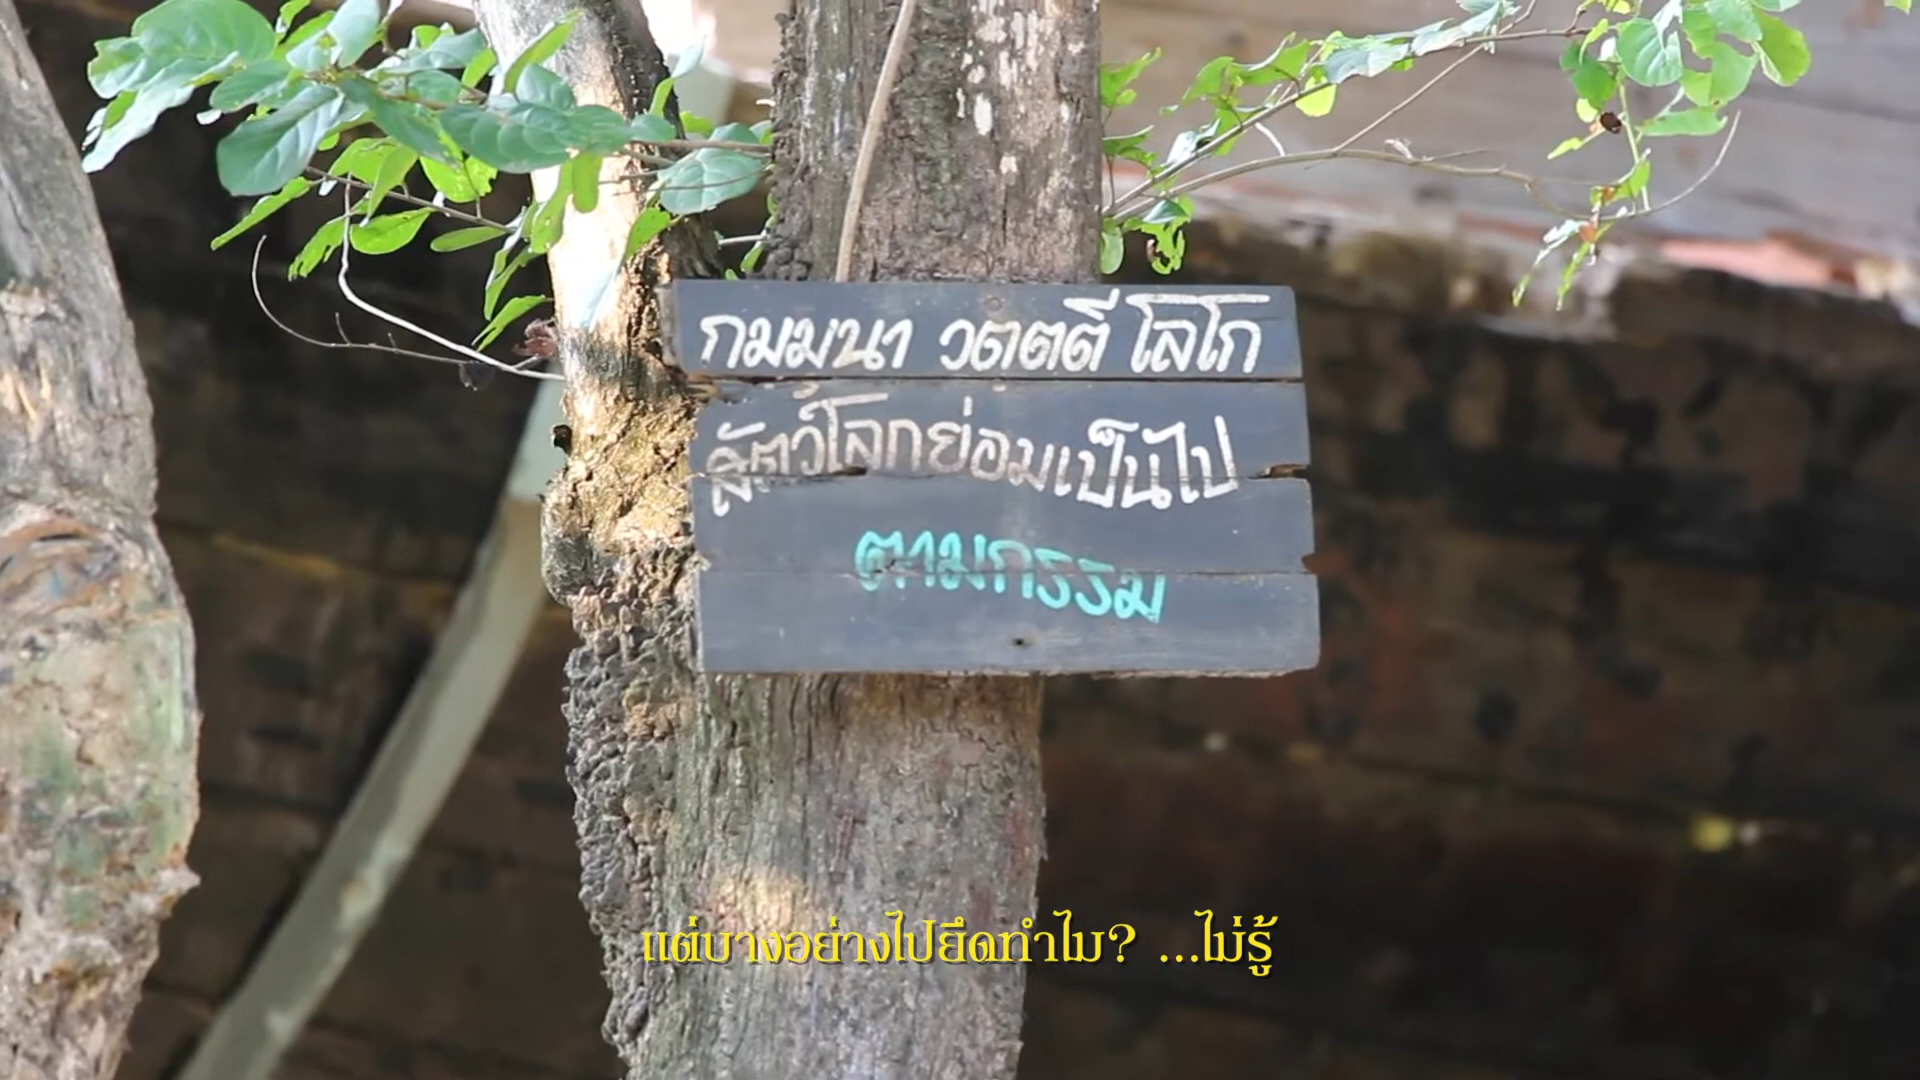 กมมนา วตตตี โลโก
สัตว์โลกย่อมเป็นไป
ตามกรรม
แต่บางอย่างไปยึดทำไม? ...ไม่รู้